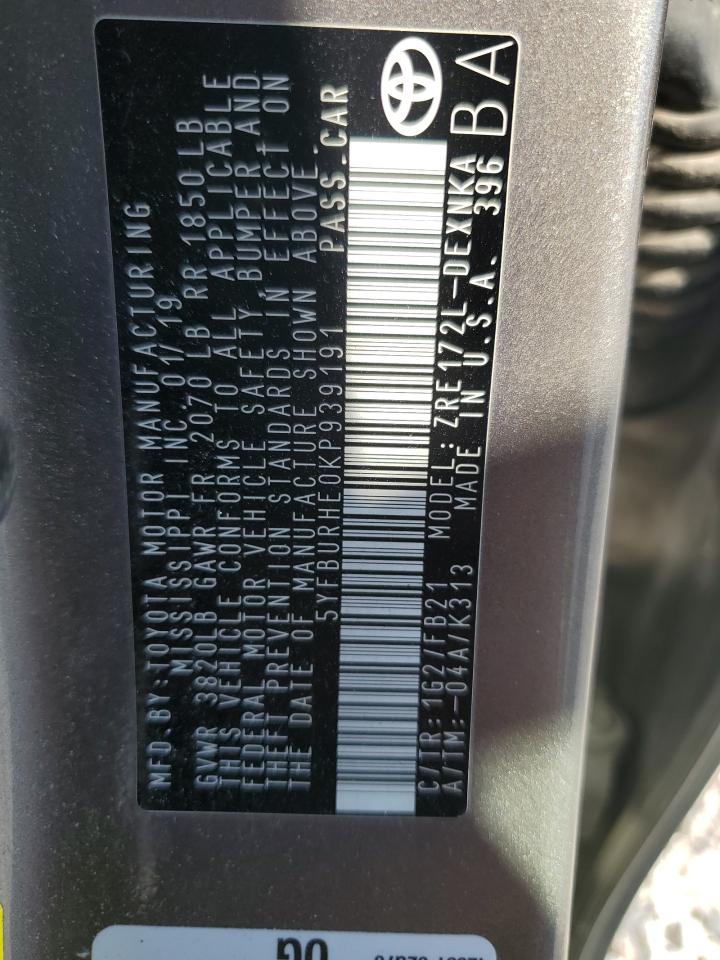 MFD.BY:TOYOTA MOTOR MANUFACTURING
MISSISSIPPI INC. 01/19
GVWR 3820LB GAWR FR 2070 LB RR 1850LB
THIS VEHICLE CONFORMS TO ALL APPLICABLE
FEDERAL MOTOR VEHICLE SAFETY, BUMPER AND
THEFT PREVENTION STANDARDS IN EFFECT ON
THE DATE OF MANUFACTURE SHOWN ABOVE.
5YFBURHE0KP939191 PASS.CAR
C/TR: 1G2/FB21 MODEL: ZRE172L-DEXNKA
A/TM:-04A/K313 MADE IN U.S.A. 396 BA